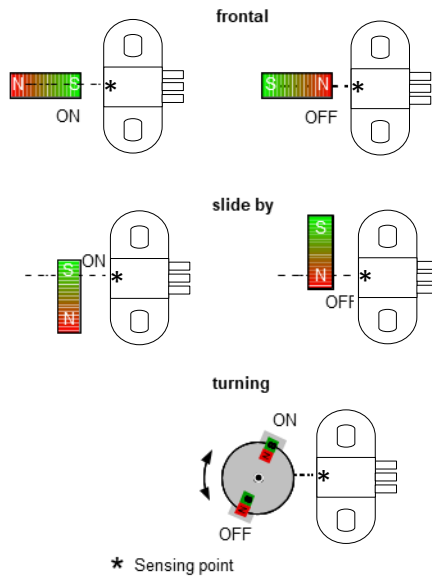 frontal
N S * ON
S N * OFF
slide by
S N ON *
S N OFF *
turning
ON
N
*
N
OFF
* Sensing point